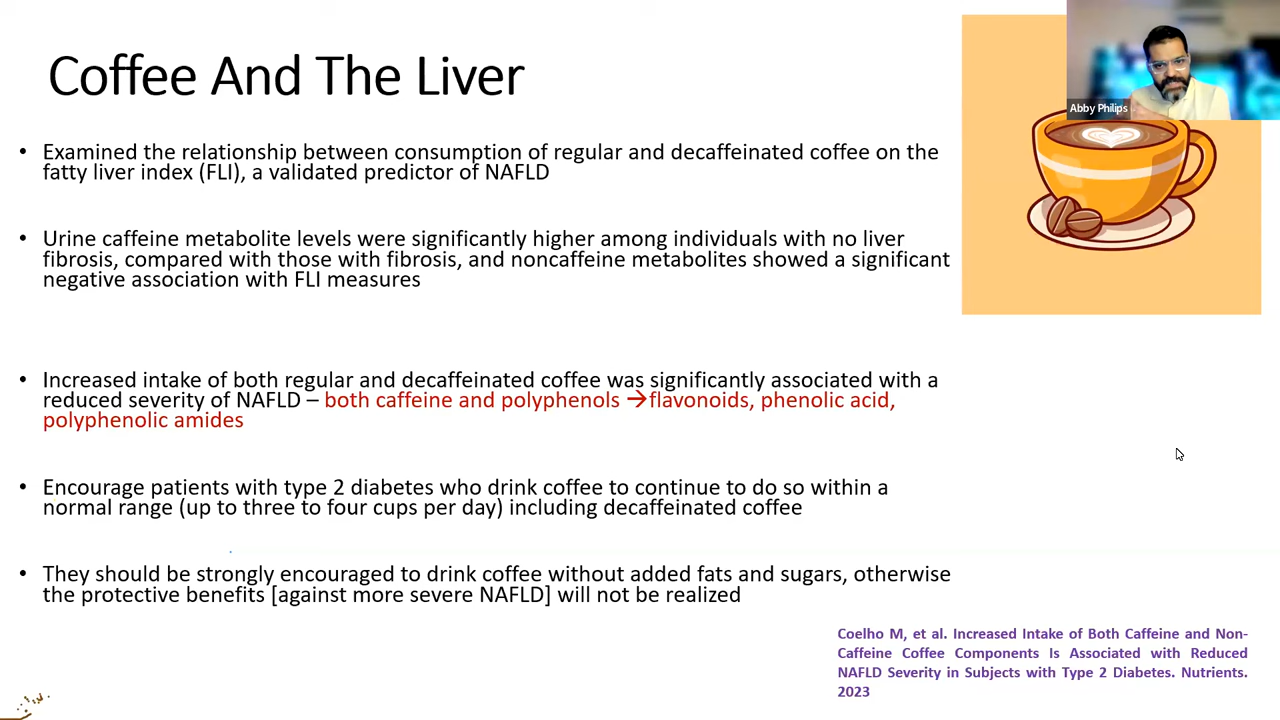 Coffee And The Liver
Abby Philips
• Examined the relationship between consumption of regular and decaffeinated coffee on the
fatty liver index (FLI), a validated predictor of NAFLD
• Urine caffeine metabolite levels were significantly higher among individuals with no liver
fibrosis, compared with those with fibrosis, and noncaffeine metabolites showed a significant
negative association with FLI measures
• Increased intake of both regular and decaffeinated coffee was significantly associated with a
reduced severity of NAFLD – both caffeine and polyphenols →flavonoids, phenolic acid,
polyphenolic amides
• Encourage patients with type 2 diabetes who drink coffee to continue to do so within a
normal range (up to three to four cups per day) including decaffeinated coffee
• They should be strongly encouraged to drink coffee without added fats and sugars, otherwise
the protective benefits [against more severe NAFLD] will not be realized
Coelho M, et al. Increased Intake of Both Caffeine and Non-
Caffeine Coffee Components Is Associated with Reduced
NAFLD Severity in Subjects with Type 2 Diabetes. Nutrients.
2023